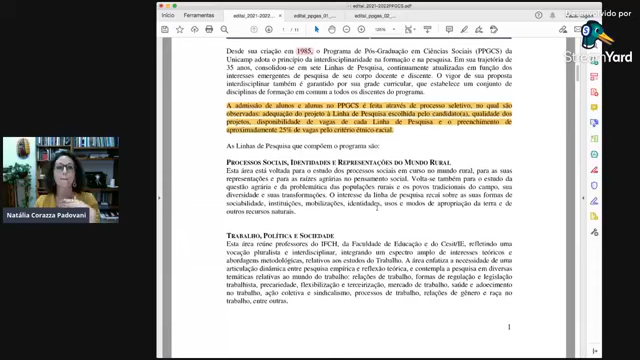 edital_2021-2022PPGCS.pdf
Início
Ferramentas
edital_2021-2022...
edital_ppgcs_01_...
edital_ppgcs_02_...
1 / 11
StreamYard
Desde sua criação em 1985, o Programa de Pós-Graduação em Ciências Sociais (PPGCS) da
Unicamp adota o princípio da interdisciplinaridade na formação e na pesquisa. Em sua trajetória de
35 anos, consolidou-se em sete Linhas de Pesquisa, continuamente atualizadas em função dos
interesses emergentes de pesquisa de seu corpo docente e discente. O vigor de sua proposta
interdisciplinar também é garantido por sua grade curricular, que estabelece um conjunto de
disciplinas de formação em comum a todos os discentes do programa.
A admissão de alunos e alunas no PPGCS é feita através de processo seletivo, no qual são
observadas: adequação do projeto à Linha de Pesquisa escolhida pelo candidato(a), qualidade dos
projetos, disponibilidade de vagas de cada Linha de Pesquisa e o preenchimento de
aproximadamente 25% de vagas pelo critério étnico-racial.
As Linhas de Pesquisa que compõem o programa são:
PROCESSOS SOCIAIS, IDENTIDADES E REPRESENTAÇÕES DO MUNDO RURAL
Esta área está voltada para o estudo dos processos sociais em curso no mundo rural, para as suas
representações e para as raízes agrárias no pensamento social. Volta-se também para o estudo da
questão agrária e da problemática das populações rurais e os povos tradicionais do campo, sua
diversidade e suas transformações. O interesse da linha de pesquisa recai sobre as suas formas de
sociabilidade, instituições, mobilizações, identidades, usos e modos de apropriação da terra e de
outros recursos naturais.
TRABALHO, POLÍTICA E SOCIEDADE
Esta área reúne professores do IFCH, da Faculdade de Educação e do Cesit/IE, refletindo uma
vocação pluralista e interdisciplinar, integrando um espectro amplo de interesses teóricos e
abordagens metodológicas, relativos aos estudos do Trabalho. A área enfatiza a necessidade de uma
articulação dinâmica entre pesquisa empírica e reflexão teórica, e contempla a pesquisa em diversas
temáticas relativas ao mundo do trabalho: relações de trabalho, formas de regulação e legislação
trabalhista, precariedade, flexibilização e terceirização, mercado de trabalho, saúde e adoecimento
no trabalho, ação coletiva e sindicalismo, processos de trabalho, relações de gênero e raça no
trabalho, entre outras.
1
Natália Corazza Padovani